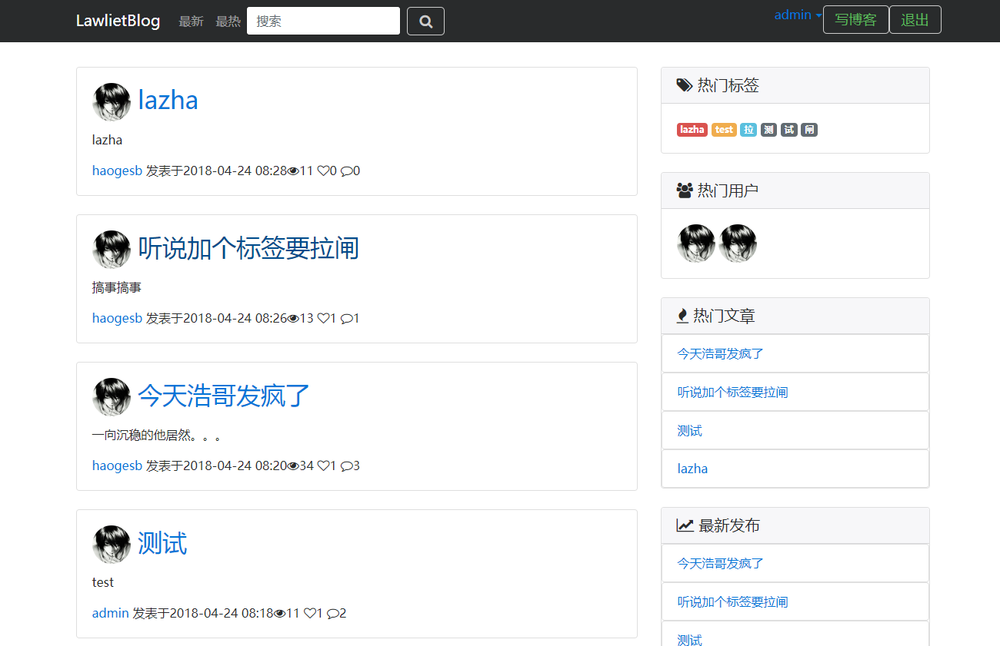 LawlietBlog 最新 最热 搜索 admin 写博客 退出
lazha
lazha
haogesb 发表于2018-04-24 08:28 11 0 0
听说加个标签要拉闸
搞事搞事
haogesb 发表于2018-04-24 08:26 13 1 1
今天浩哥发疯了
一向沉稳的他居然。。。
haogesb 发表于2018-04-24 08:20 34 1 3
测试
test
admin 发表于2018-04-24 08:18 11 1 2
热门标签
lazha test 拉 测 试 闸
热门用户
热门文章
今天浩哥发疯了
听说加个标签要拉闸
测试
lazha
最新发布
今天浩哥发疯了
听说加个标签要拉闸
测试